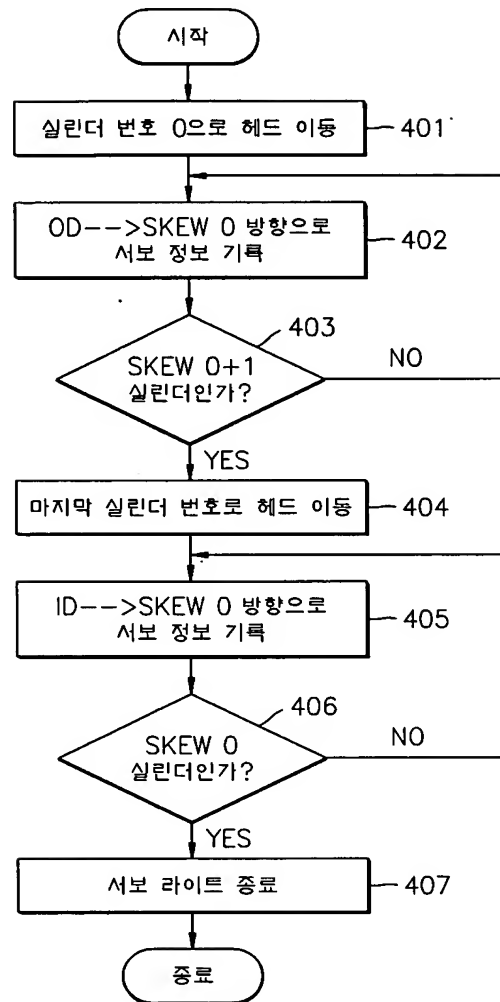 시작
실린더 번호 0으로 헤드 이동
401
OD-->SKEW 0 방향으로
서보 정보 기록
402
403
SKEW 0+1
실린더인가?
NO
YES
마지막 실린더 번호로 헤드 이동
404
ID-->SKEW 0 방향으로
서보 정보 기록
405
406
SKEW 0
실린더인가?
NO
YES
서보 라이트 종료
407
종료